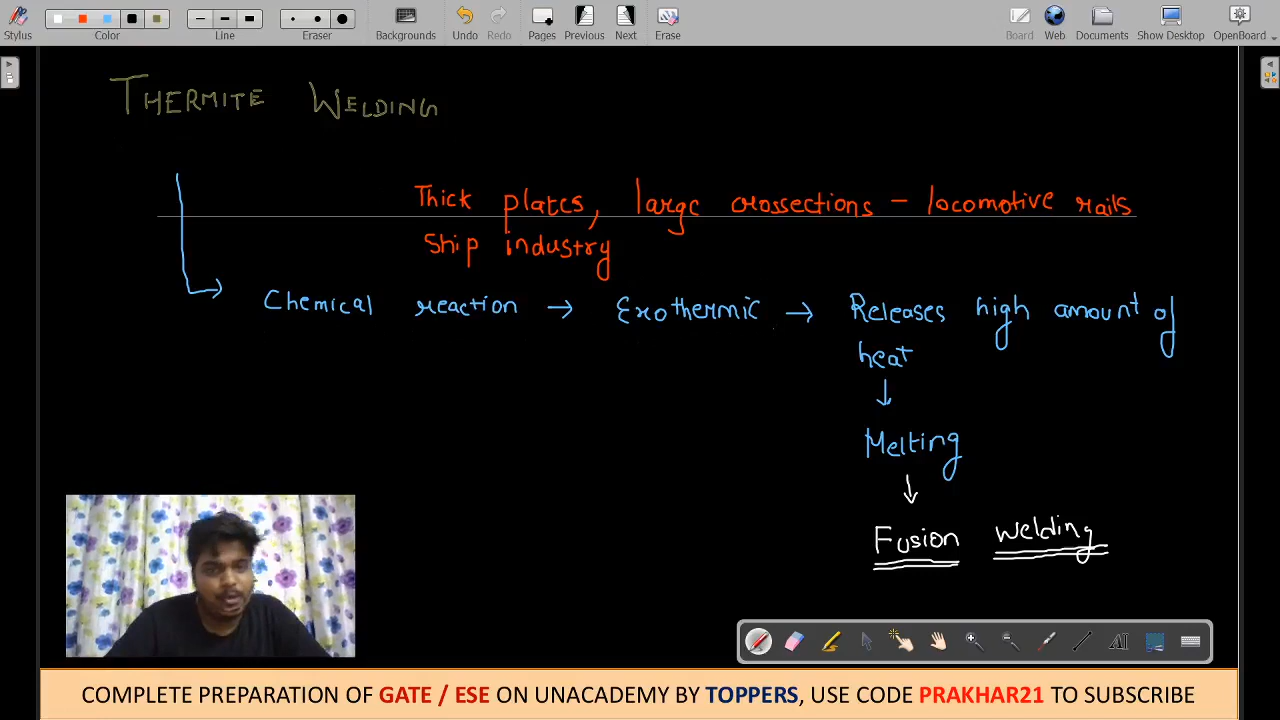 Stylus Color Line Eraser Backgrounds Undo Redo Pages Previous Next Erase Board Web Documents Show Desktop OpenBoard
THERMITE WELDING
Thick plates, large crossections - locomotive rails
Ship industry
Chemical reaction → Exothermic → Releases high amount of
heat
↓
Melting
↓
Fusion welding
AI
COMPLETE PREPARATION OF GATE / ESE ON UNACADEMY BY TOPPERS, USE CODE PRAKHAR21 TO SUBSCRIBE